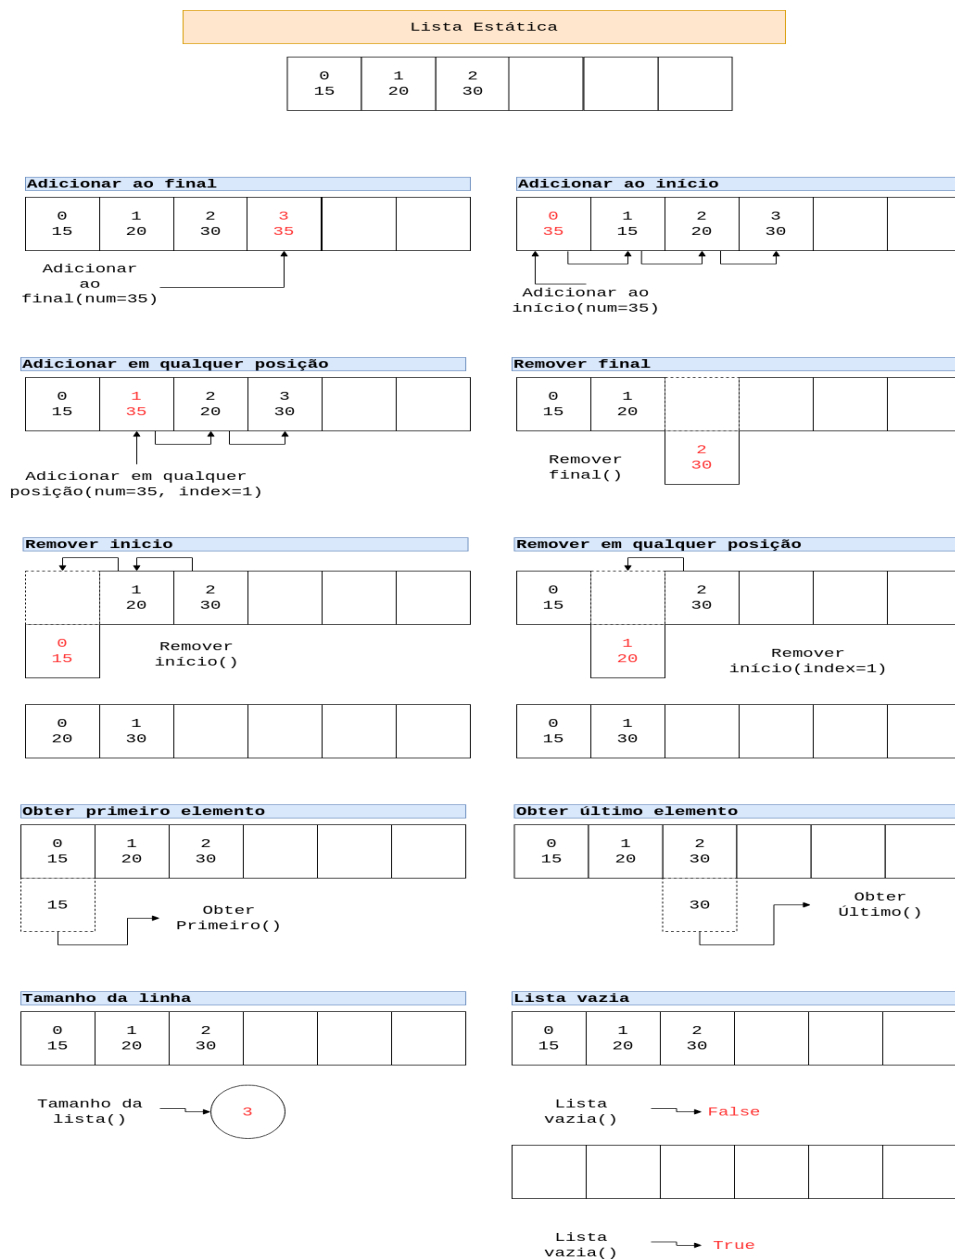 Lista Estática
0 1 2
15 20 30
Adicionar ao final
0 1 2 3
15 20 30 35
Adicionar
ao
final(num=35)
Adicionar ao início
0 1 2 3
35 15 20 30
Adicionar ao
início(num=35)
Adicionar em qualquer posição
0 1 2 3
15 35 20 30
Adicionar em qualquer
posição(num=35, index=1)
Remover final
0 1
15 20
2
30
Remover
final()
Remover inicio
1 2
20 30
0
15
Remover
início()
0 1
20 30
Remover em qualquer posição
0 2
15 30
1
20
Remover
início(index=1)
0 1
15 30
Obter primeiro elemento
0 1 2
15 20 30
15
Obter
Primeiro()
Obter último elemento
0 1 2
15 20 30
30
Obter
Último()
Tamanho da linha
0 1 2
15 20 30
Tamanho da
lista()
3
Lista vazia
0 1 2
15 20 30
Lista
vazia()
False
Lista
vazia()
True